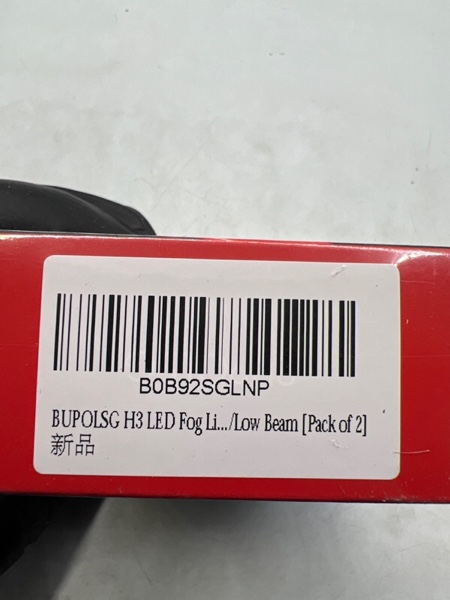 B0B92SGLNP
BUPOLSG H3 LED Fog Li.../Low Beam [Pack of 2]
新品